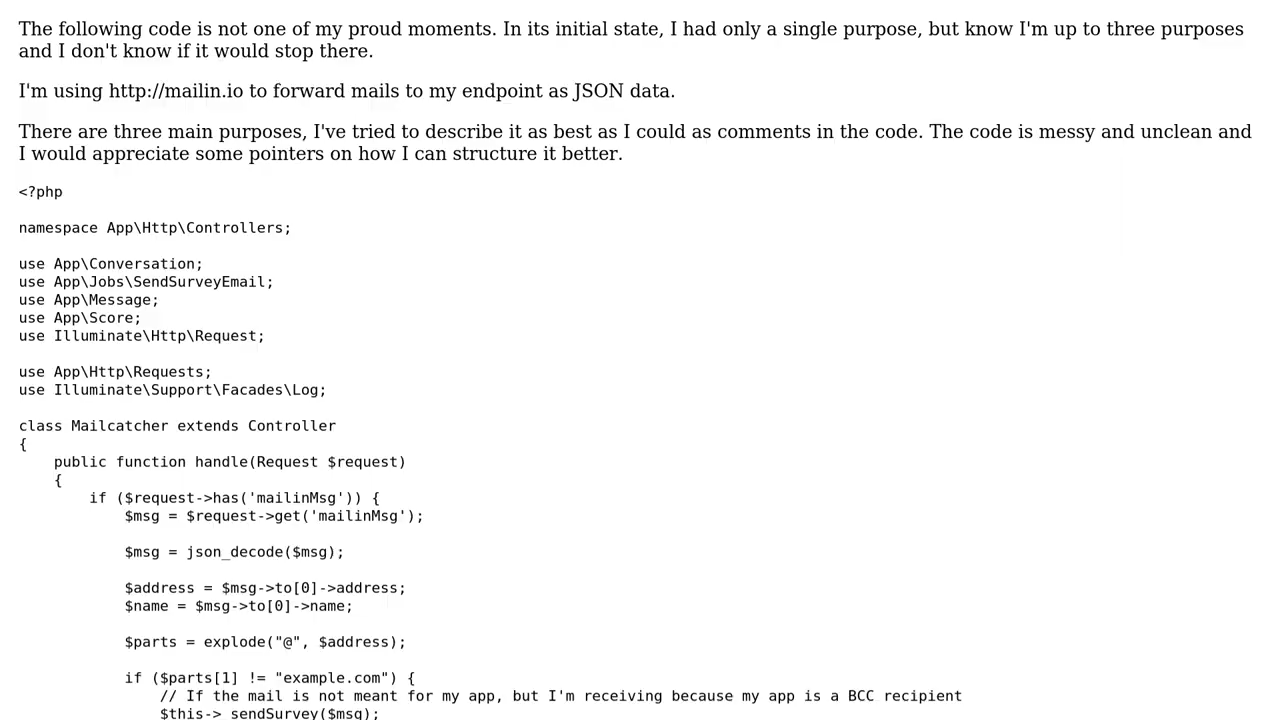 The following code is not one of my proud moments. In its initial state, I had only a single purpose, but know I'm up to three purposes
and I don't know if it would stop there.
I'm using http://mailin.io to forward mails to my endpoint as JSON data.
There are three main purposes, I've tried to describe it as best as I could as comments in the code. The code is messy and unclean and
I would appreciate some pointers on how I can structure it better.
<?php
namespace App\Http\Controllers;
use App\Conversation;
use App\Jobs\SendSurveyEmail;
use App\Message;
use App\Score;
use Illuminate\Http\Request;
use App\Http\Requests;
use Illuminate\Support\Facades\Log;
class Mailcatcher extends Controller
{
    public function handle(Request $request)
    {
        if ($request->has('mailinMsg')) {
            $msg = $request->get('mailinMsg');
            $msg = json_decode($msg);
            $address = $msg->to[0]->address;
            $name = $msg->to[0]->name;
            $parts = explode("@", $address);
            if ($parts[1] != "example.com") {
                // If the mail is not meant for my app, but I'm receiving because my app is a BCC recipient
                $this-> sendSurvey($msg);